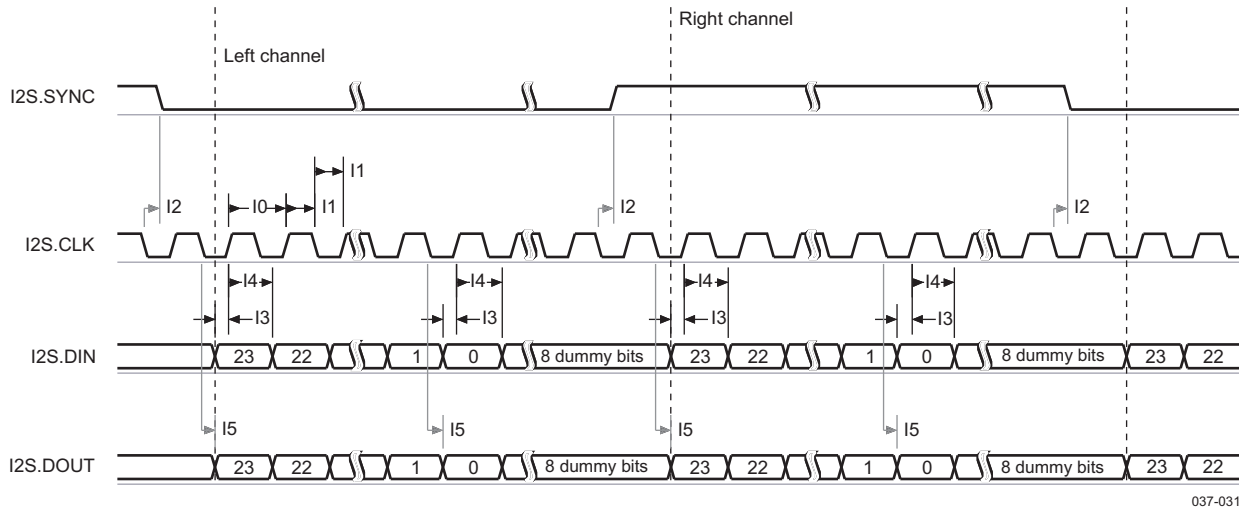 Right channel
Left channel
I2S.SYNC
I1
I2 I0 I1 I2 I2
I2S.CLK
I4 I4 I4 I4
I3 I3 I3 I3
I2S.DIN 23 22 1 0 8 dummy bits 23 22 1 0 8 dummy bits 23 22
I5 I5 I5 I5
I2S.DOUT 23 22 1 0 8 dummy bits 23 22 1 0 8 dummy bits 23 22
037-031